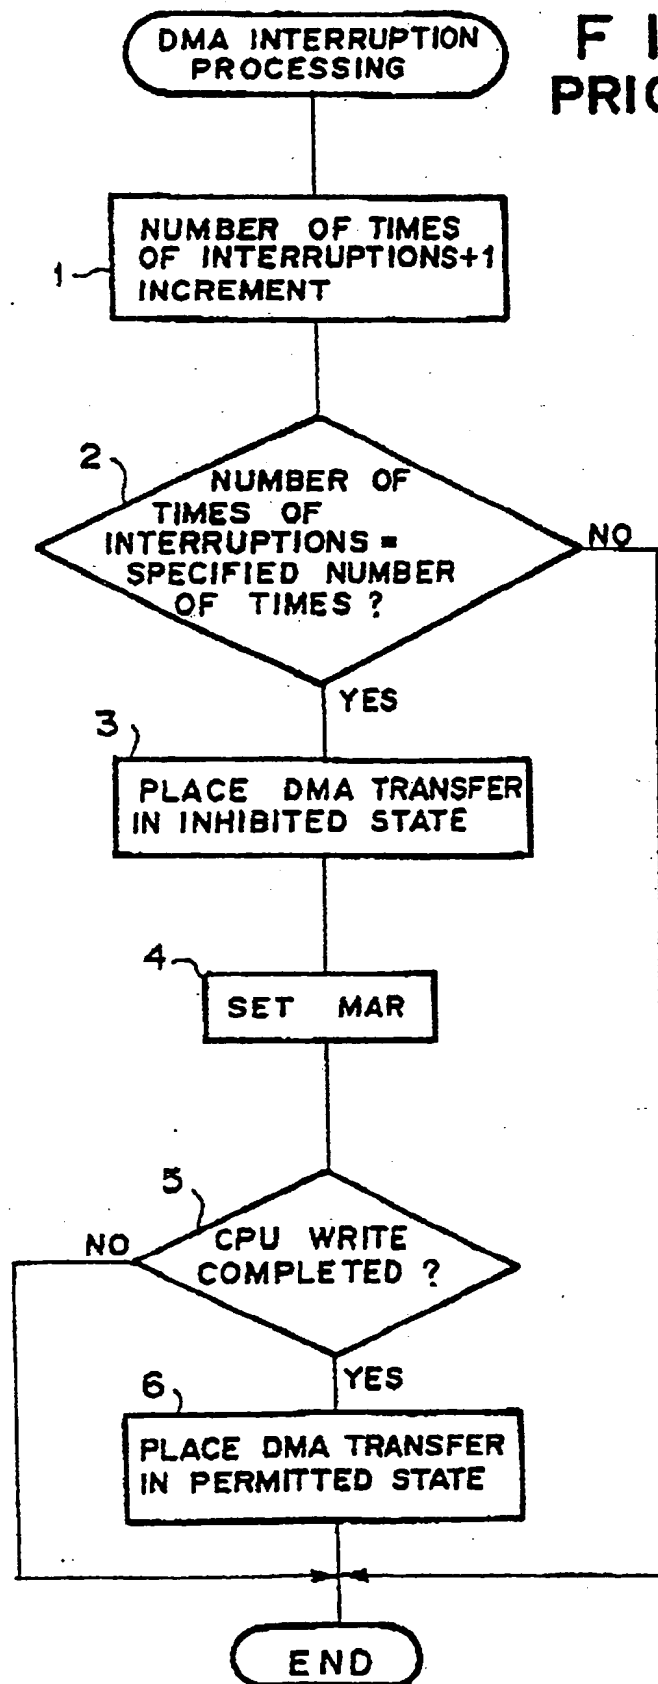 DMA INTERRUPTION
PROCESSING
F I
PRIO
1
NUMBER OF TIMES
OF INTERRUPTIONS+1
INCREMENT
2
NUMBER OF
TIMES OF
INTERRUPTIONS =
SPECIFIED NUMBER
OF TIMES ?
NO
YES
3
PLACE DMA TRANSFER
IN INHIBITED STATE
4
SET MAR
5
CPU WRITE
COMPLETED ?
NO
YES
6
PLACE DMA TRANSFER
IN PERMITTED STATE
END